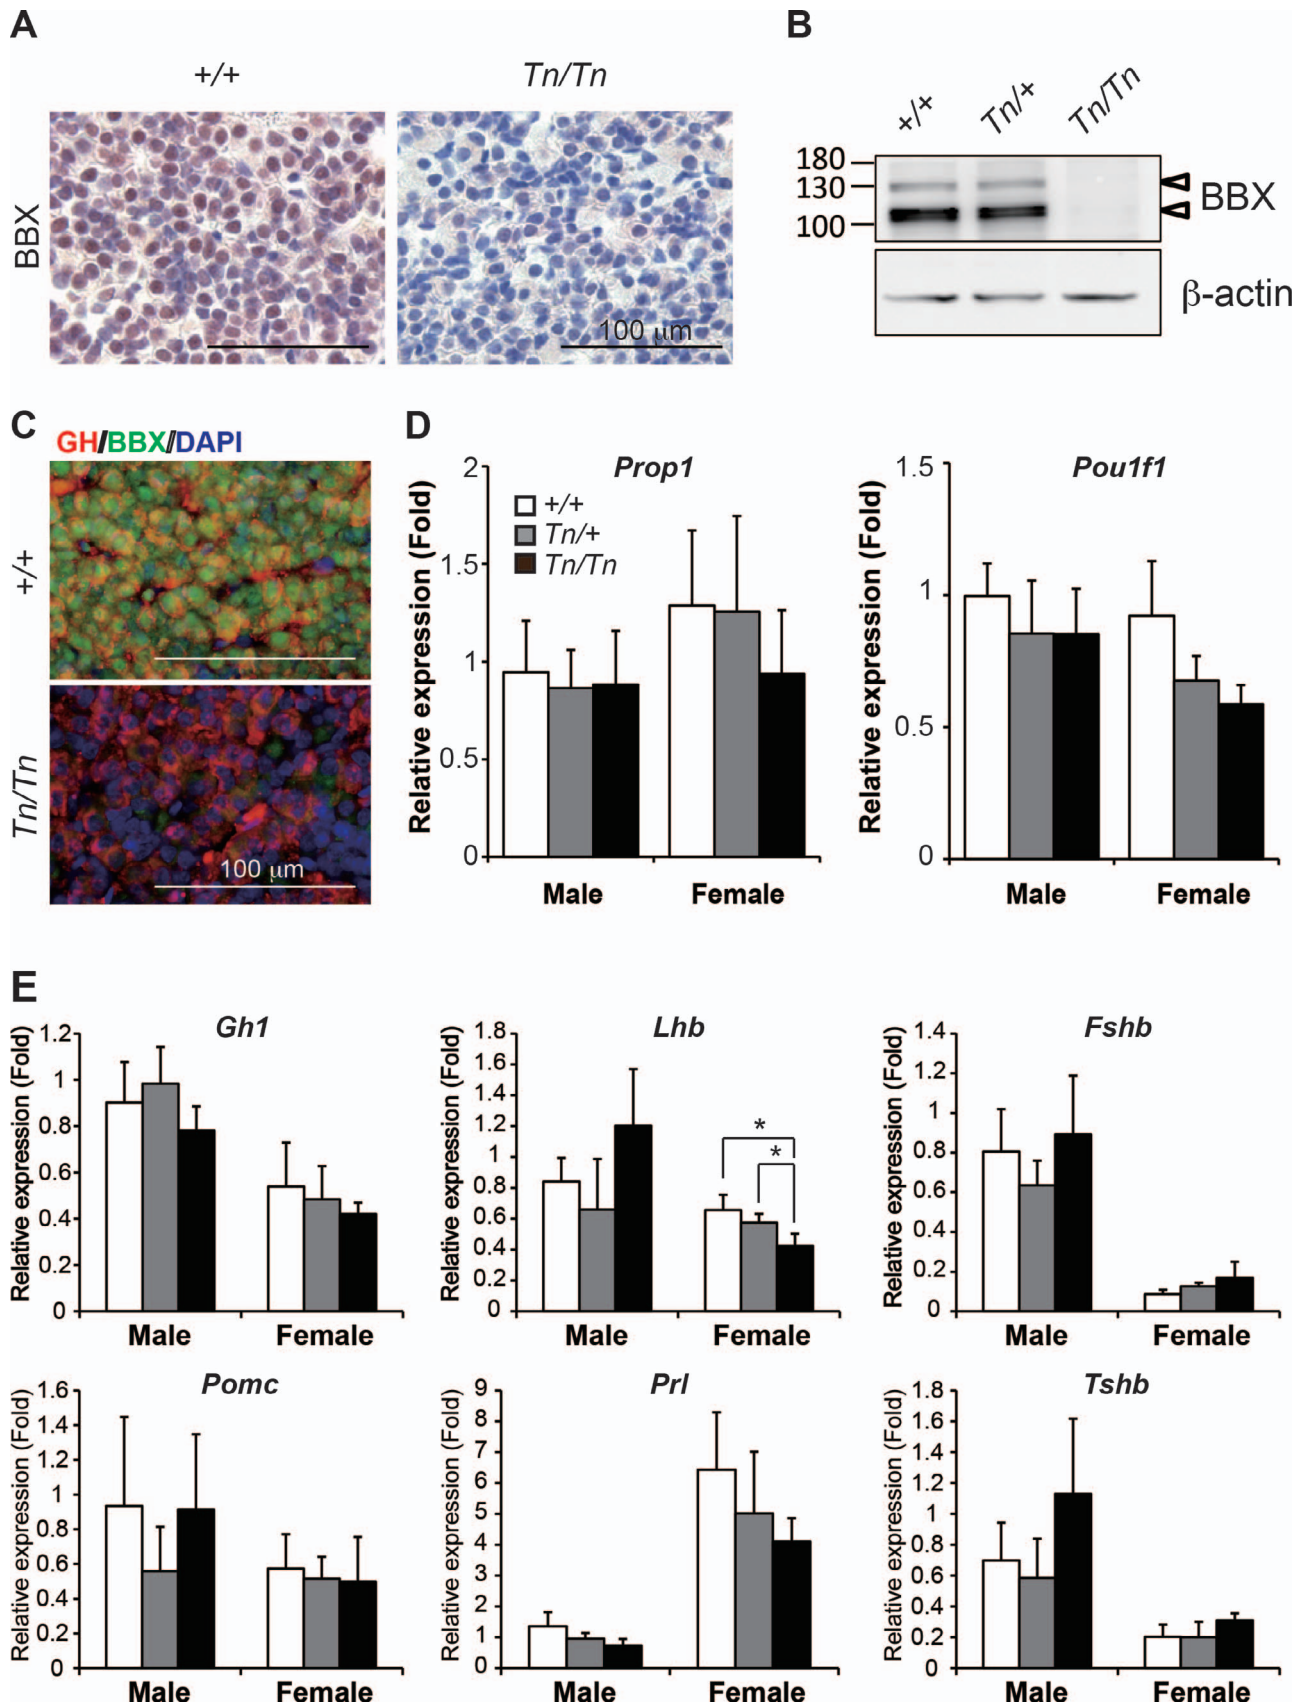 A
B
+/+
Tn/Tn
BBX
100 μm
+/+
Tn/+
Tn/Tn
180
130
100
BBX
β-actin
C
GH/BBX/DAPI
+/+
Tn/Tn
100 μm
D
Prop1
Relative expression (Fold)
2
1.5
1
0.5
0
+/+
Tn/+
Tn/Tn
Male
Female
Pou1f1
Relative expression (Fold)
1.5
1
0.5
0
Male
Female
E
Gh1
Relative expression (Fold)
1.2
1
0.8
0.6
0.4
0.2
0
Male
Female
Lhb
Relative expression (Fold)
1.8
1.6
1.4
1.2
1
0.8
0.6
0.4
0.2
0
*
*
Male
Female
Fshb
Relative expression (Fold)
1.4
1.2
1
0.8
0.6
0.4
0.2
0
Male
Female
Pomc
Relative expression (Fold)
1.6
1.4
1.2
1
0.8
0.6
0.4
0.2
0
Male
Female
Prl
Relative expression (Fold)
9
8
7
6
5
4
3
2
1
0
Male
Female
Tshb
Relative expression (Fold)
1.8
1.6
1.4
1.2
1
0.8
0.6
0.4
0.2
0
Male
Female